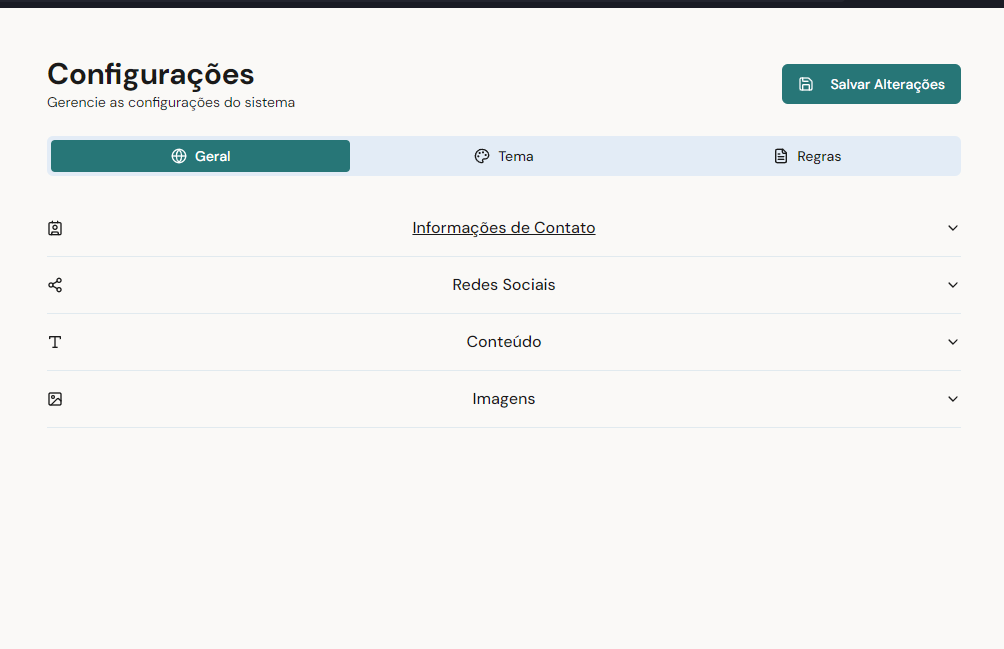 Configurações
Gerencie as configurações do sistema
Salvar Alterações
Geral
Tema
Regras
Informações de Contato
Redes Sociais
Conteúdo
Imagens